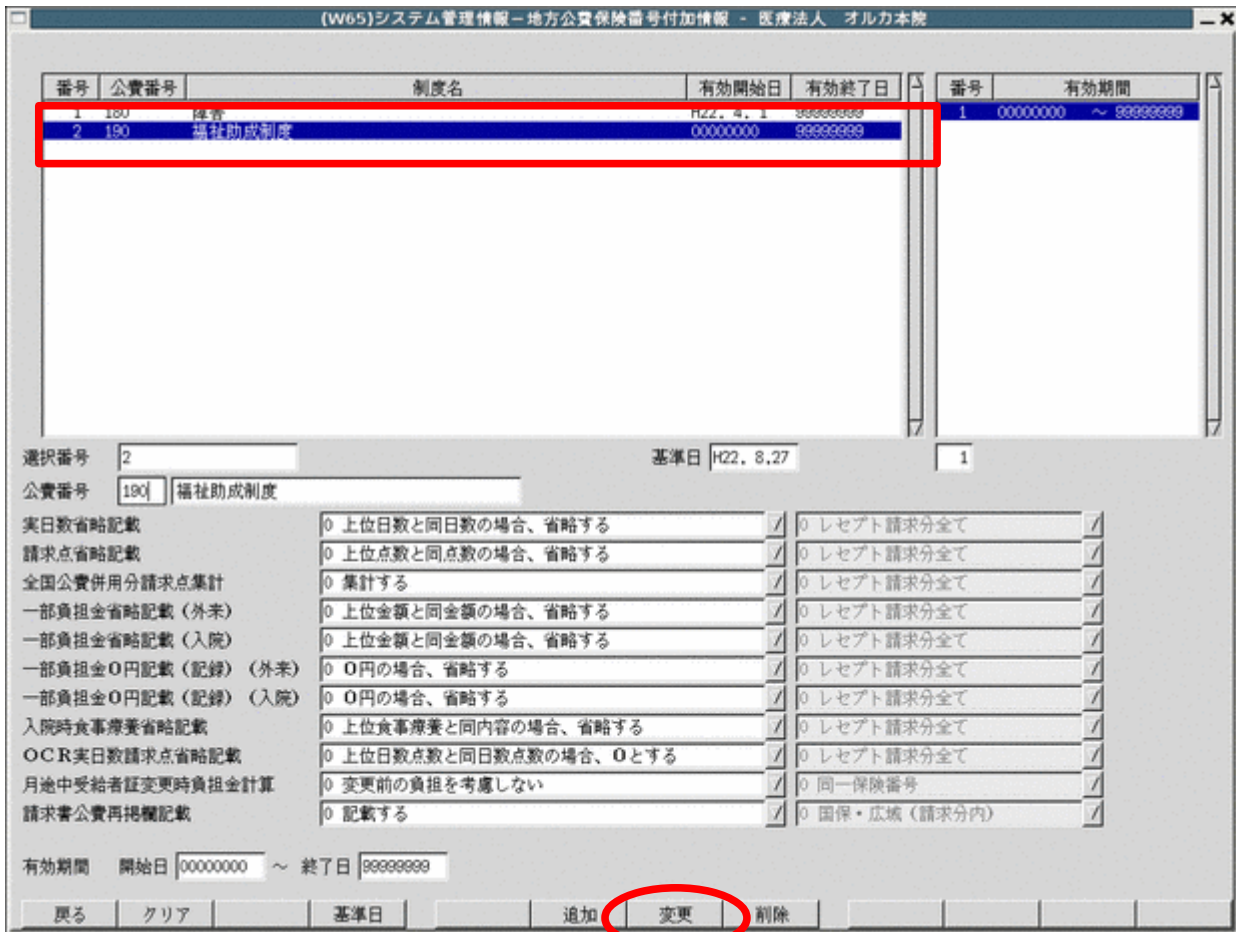 (W65)システム管理情報－地方公費保険番号付加情報 - 医療法人　オルカ本院
番号 公費番号 制度名 有効開始日 有効終了日 番号 有効期間
1 180 障害 H22. 4. 1 99999999 1 00000000 ～ 99999999
2 190 福祉助成制度 00000000 99999999
選択番号 2 基準日 H22. 8.27 1
公費番号 190 福祉助成制度
実日数省略記載 0 上位日数と同日数の場合、省略する 0 レセプト請求分全て
請求点省略記載 0 上位点数と同点数の場合、省略する 0 レセプト請求分全て
全国公費併用分請求点集計 0 集計する 0 レセプト請求分全て
一部負担金省略記載（外来） 0 上位金額と同金額の場合、省略する 0 レセプト請求分全て
一部負担金省略記載（入院） 0 上位金額と同金額の場合、省略する 0 レセプト請求分全て
一部負担金０円記載（記録）（外来） 0 ０円の場合、省略する 0 レセプト請求分全て
一部負担金０円記載（記録）（入院） 0 ０円の場合、省略する 0 レセプト請求分全て
入院時食事療養省略記載 0 上位食事療養と同内容の場合、省略する 0 レセプト請求分全て
ＯＣＲ実日数請求点省略記載 0 上位日数点数と同日数点数の場合、０とする 0 レセプト請求分全て
月途中受給者証変更時負担金計算 0 変更前の負担を考慮しない 0 同一保険番号
請求書公費再掲欄記載 0 記載する 0 国保・広域（請求分内）
有効期間 開始日 00000000 ～ 終了日 99999999
戻る クリア 基準日 追加 変更 削除